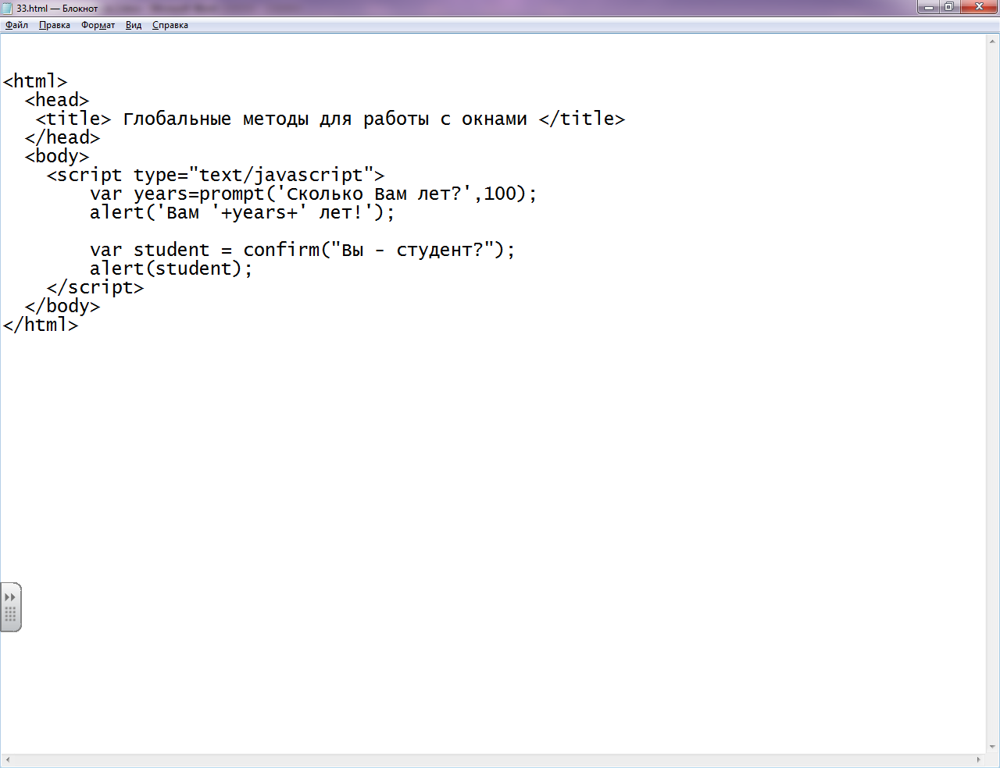 33.html — Блокнот
Файл Правка Формат Вид Справка
<html>
<head>
<title> Глобальные методы для работы с окнами </title>
</head>
<body>
<script type="text/javascript">
var years=prompt('Сколько Вам лет?',100);
alert('Вам '+years+' лет!');
var student = confirm("Вы - студент?");
alert(student);
</script>
</body>
</html>